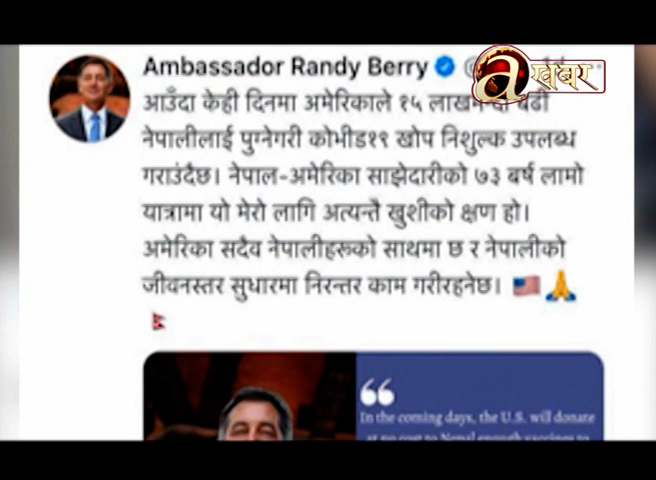 Ambassador Randy Berry
a खबर
आउँदा केही दिनमा अमेरिकाले १५ लाखभन्दा बढी
नेपालीलाई पुग्नेगरी कोभीड१९ खोप निशुल्क उपलब्ध
गराउंदैछ। नेपाल-अमेरिका साझेदारीको ७३ बर्ष लामो
यात्रामा यो मेरो लागि अत्यन्तै खुशीको क्षण हो।
अमेरिका सदैव नेपालीहरूको साथमा छ र नेपालीको
जीवनस्तर सुधारमा निरन्तर काम गरीरहनेछ। 🇺🇸🙏
🇳🇵
“
In the coming days, the U.S. will donate
at no cost to Nepal enough vaccines to